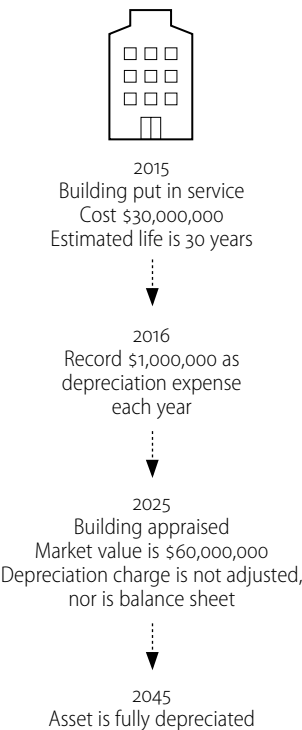 2015
Building put in service
Cost $30,000,000
Estimated life is 30 years
2016
Record $1,000,000 as
depreciation expense
each year
2025
Building appraised
Market value is $60,000,000
Depreciation charge is not adjusted,
nor is balance sheet
2045
Asset is fully depreciated